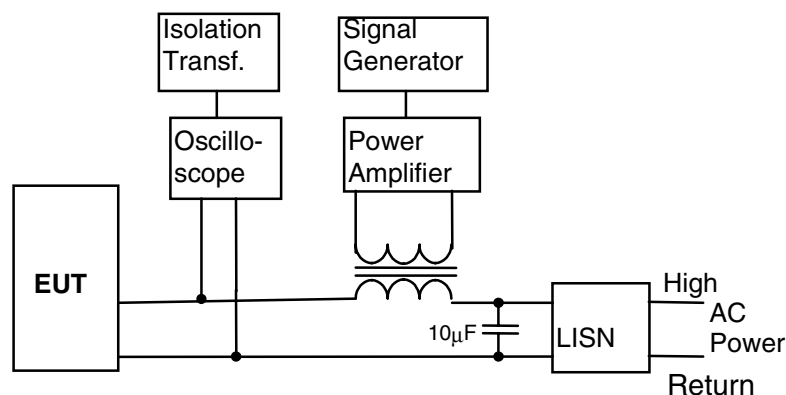 Isolation
Transf.
Signal
Generator
Oscillo-
scope
Power
Amplifier
EUT
10μF
LISN
High
AC
Power
Return